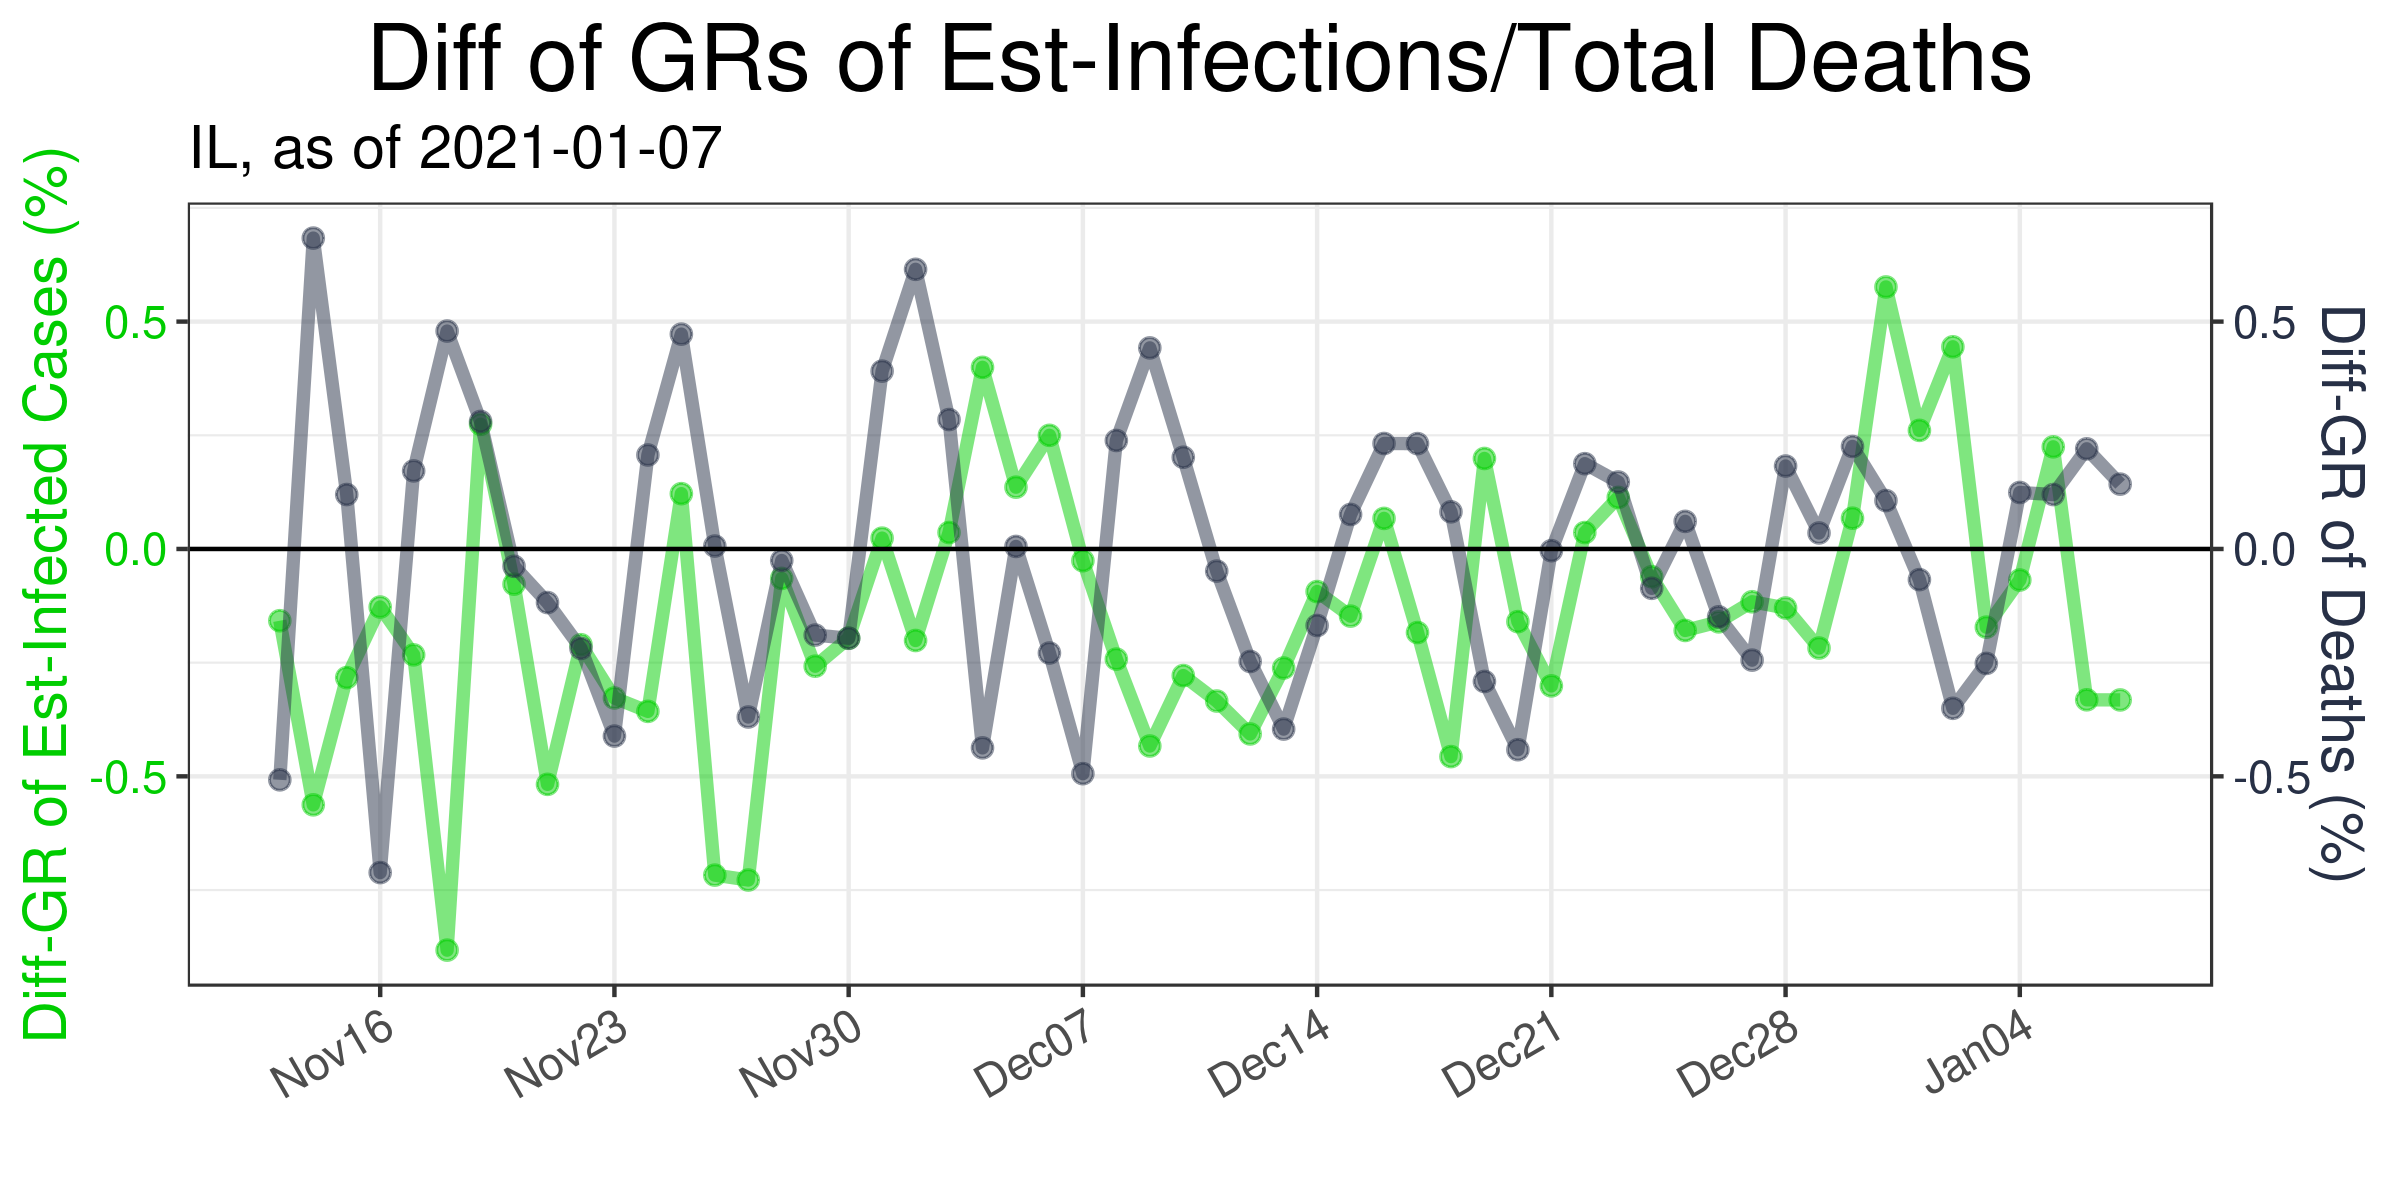 Diff of GRs of Est-Infections/Total Deaths
IL, as of 2021-01-07
Diff-GR of Est-Infected Cases (%)
0.5
0.0
-0.5
0.5
0.0
-0.5
Diff-GR of Deaths (%)
Nov16
Nov23
Nov30
Dec07
Dec14
Dec21
Dec28
Jan04